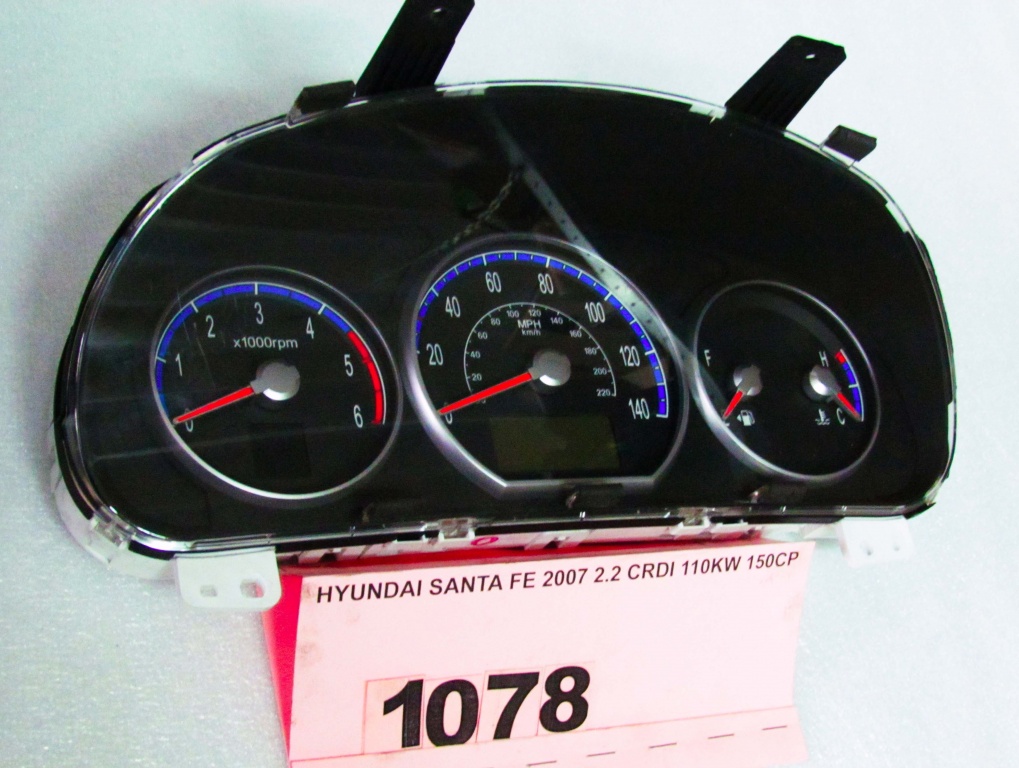 0 1 2 3 4 5 6
x1000rpm
0 20 40 60 80 100 120 140
MPH
km/h
20 40 60 80 100 120 140 160 180 200 220
F
H
C
HYUNDAI SANTA FE 2007 2.2 CRDI 110KW 150CP
1078